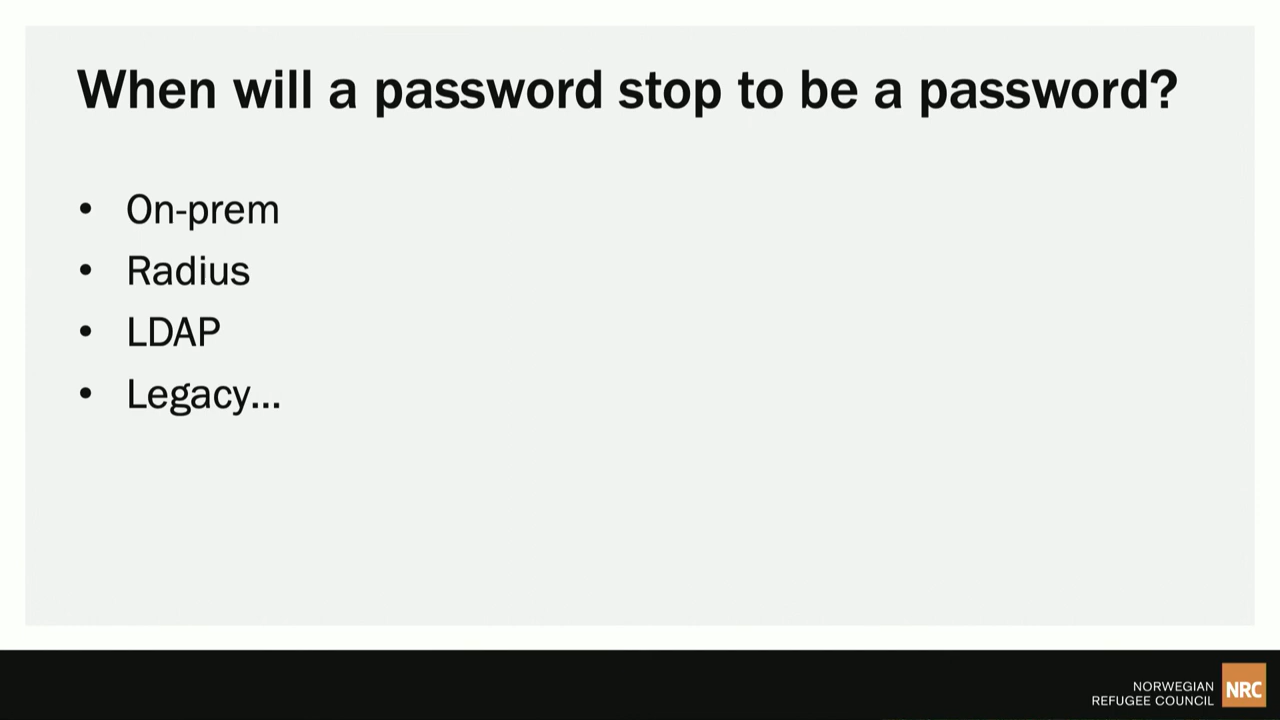 When will a password stop to be a password?
• On-prem
• Radius
• LDAP
• Legacy...
NORWEGIAN
REFUGEE COUNCIL
NRC